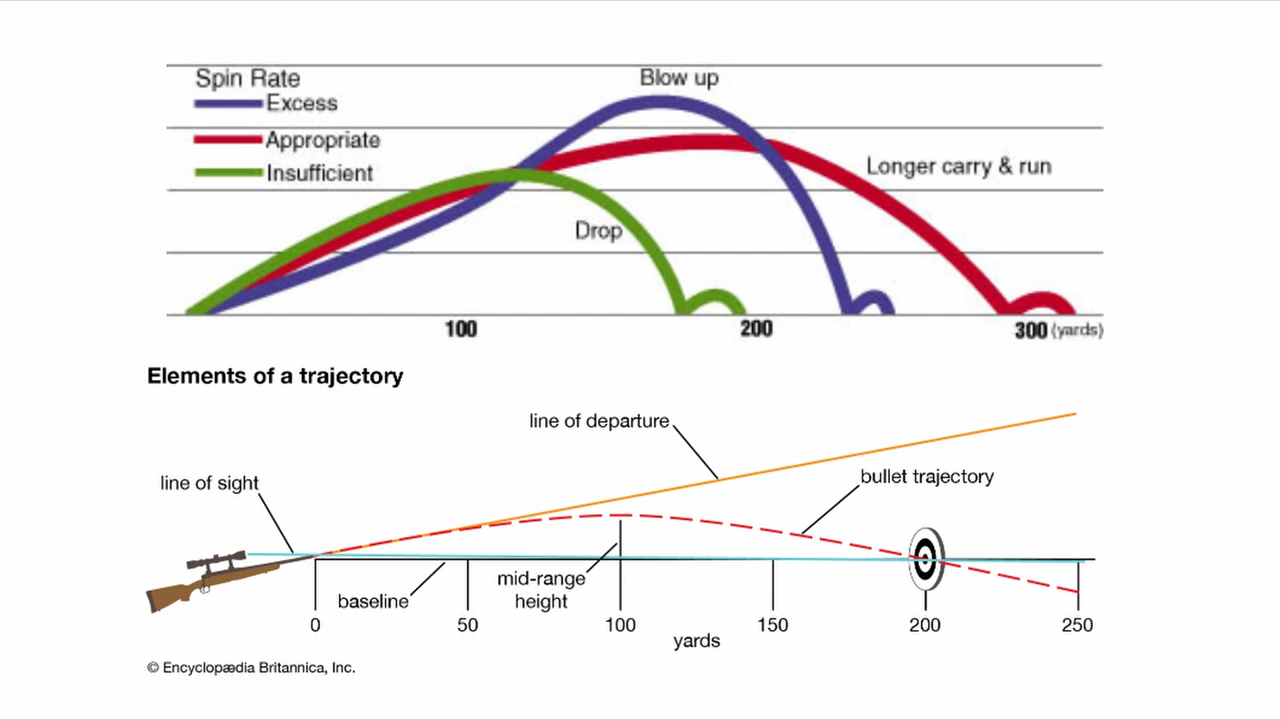 Spin Rate
Excess
Appropriate
Insufficient
Blow up
Longer carry & run
Drop
100
200
300 (yards)
Elements of a trajectory
line of departure
line of sight
bullet trajectory
mid-range
height
baseline
0
50
100
150
200
250
yards
© Encyclopædia Britannica, Inc.